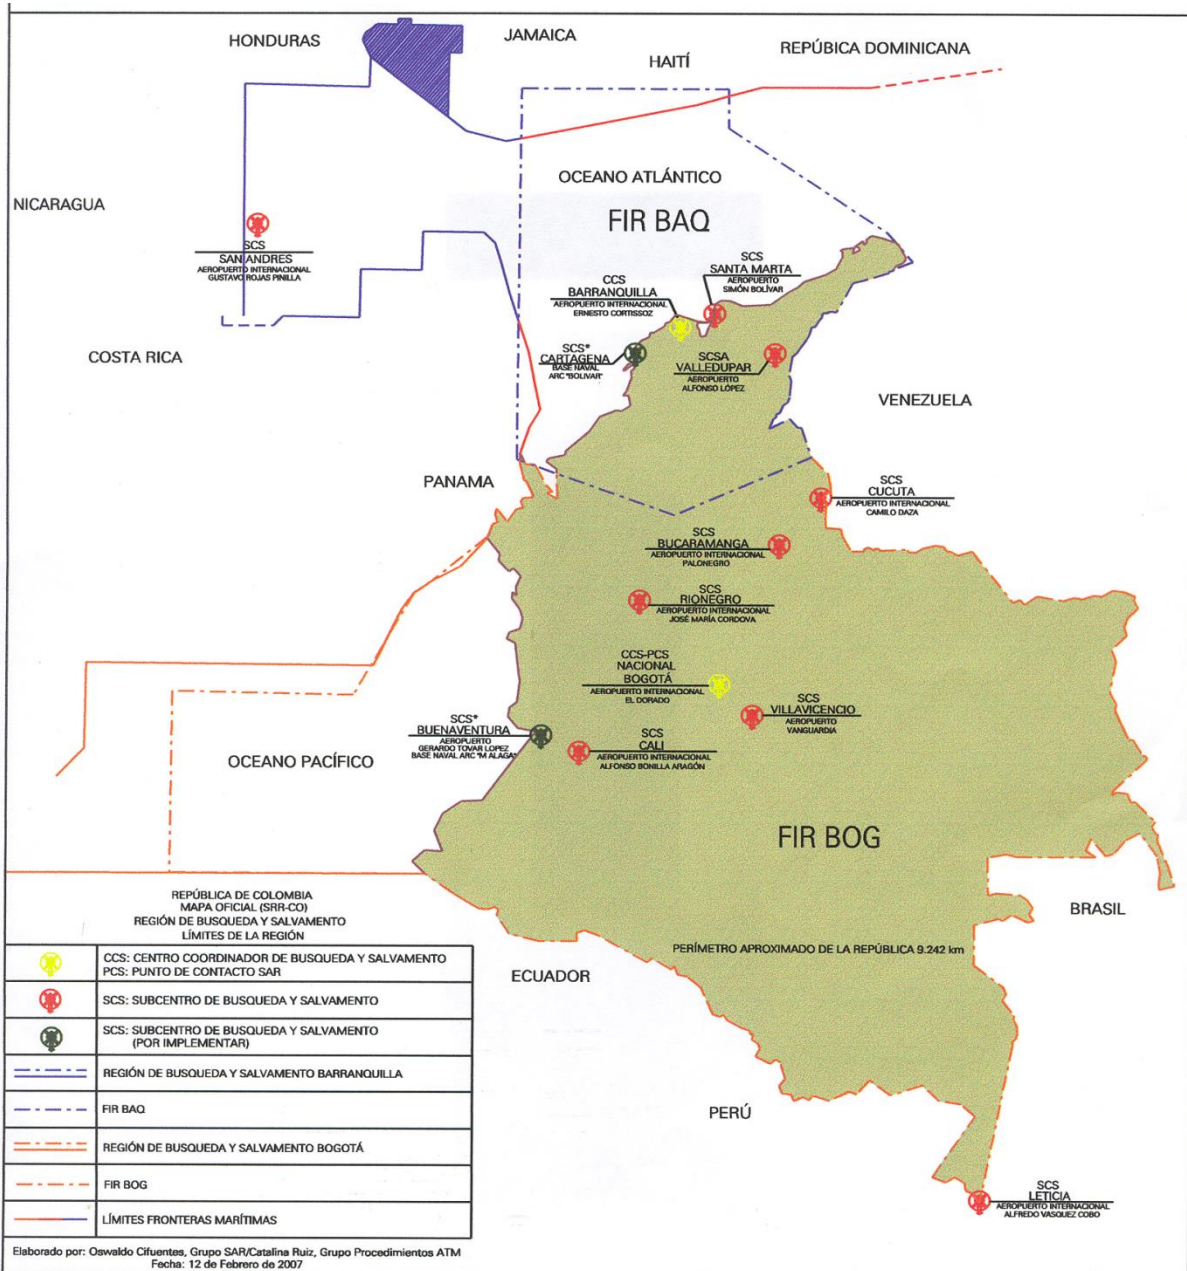 HONDURAS
JAMAICA
HAITÍ
REPÚBICA DOMINICANA
OCEANO ATLÁNTICO
NICARAGUA
FIR BAQ
SCS
SAN ANDRES
AEROPUERTO INTERNACIONAL
GUSTAVO ROJAS PINILLA
SCS
SANTA MARTA
AEROPUERTO
SIMÓN BOLÍVAR
CCS
BARRANQUILLA
AEROPUERTO INTERNACIONAL
ERNESTO CORTISSOZ
COSTA RICA
SCS*
CARTAGENA
BASE NAVAL
ARC "BOLIVAR"
SCSA
VALLEDUPAR
AEROPUERTO
ALFONSO LÓPEZ
VENEZUELA
PANAMA
SCS
CUCUTA
AEROPUERTO INTERNACIONAL
CAMILO DAZA
SCS
BUCARAMANGA
AEROPUERTO INTERNACIONAL
PALONEGRO
SCS
RIONEGRO
AEROPUERTO INTERNACIONAL
JOSÉ MARÍA CORDOVA
CCS-PCS
NACIONAL
BOGOTÁ
AEROPUERTO INTERNACIONAL
EL DORADO
SCS
VILLAVICENCIO
AEROPUERTO
VANGUARDIA
SCS*
BUENAVENTURA
AEROPUERTO
GERARDO TOVAR LOPEZ
BASE NAVAL ARC "M ALAGA"
SCS
CALI
AEROPUERTO INTERNACIONAL
ALFONSO BONILLA ARAGÓN
OCEANO PACÍFICO
FIR BOG
BRASIL
PERÍMETRO APROXIMADO DE LA REPÚBLICA 9.242 km
ECUADOR
PERÚ
SCS
LETICIA
AEROPUERTO INTERNACIONAL
ALFREDO VASQUEZ COBO
REPÚBLICA DE COLOMBIA
MAPA OFICIAL (SRR-CO)
REGIÓN DE BUSQUEDA Y SALVAMENTO
LÍMITES DE LA REGIÓN
CCS: CENTRO COORDINADOR DE BUSQUEDA Y SALVAMENTO
PCS: PUNTO DE CONTACTO SAR
SCS: SUBCENTRO DE BUSQUEDA Y SALVAMENTO
SCS: SUBCENTRO DE BUSQUEDA Y SALVAMENTO
(POR IMPLEMENTAR)
REGIÓN DE BUSQUEDA Y SALVAMENTO BARRANQUILLA
FIR BAQ
REGIÓN DE BUSQUEDA Y SALVAMENTO BOGOTÁ
FIR BOG
LÍMITES FRONTERAS MARÍTIMAS
Elaborado por: Oswaldo Cifuentes, Grupo SAR/Catalina Ruiz, Grupo Procedimientos ATM
Fecha: 12 de Febrero de 2007